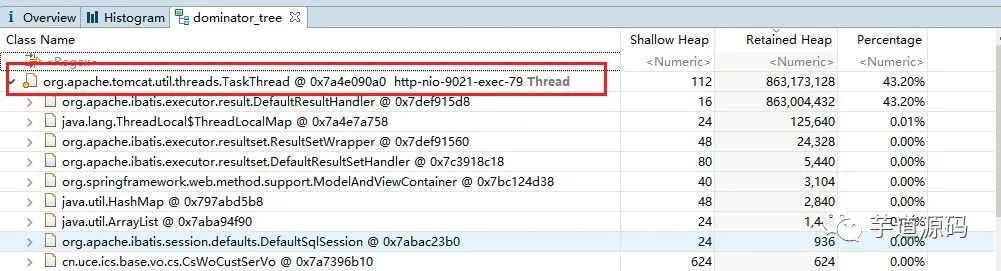 Overview Histogram dominator_tree
Class Name Shallow Heap Retained Heap Percentage
<Regex> <Numeric> <Numeric> <Numeric>
org.apache.tomcat.util.threads.TaskThread @ 0x7a4e090a0 http-nio-9021-exec-79 Thread 112 863,173,128 43.20%
org.apache.ibatis.executor.result.DefaultResultHandler @ 0x7def915d8 16 863,004,432 43.20%
java.lang.ThreadLocal$ThreadLocalMap @ 0x7a4e7a758 24 125,640 0.01%
org.apache.ibatis.executor.resultset.ResultSetWrapper @ 0x7def91560 48 24,328 0.00%
org.apache.ibatis.executor.resultset.DefaultResultSetHandler @ 0x7c3918c18 80 5,440 0.00%
org.springframework.web.method.support.ModelAndViewContainer @ 0x7bc124d38 40 3,104 0.00%
java.util.HashMap @ 0x797abd5b8 48 2,840 0.00%
java.util.ArrayList @ 0x7aba94f90 24 0.00%
org.apache.ibatis.session.defaults.DefaultSqlSession @ 0x7abac23b0 24 936 0.00%
cn.uce.ics.base.vo.cs.CsWoCustSerVo @ 0x7a7396b10 624 624 0.00%
芋道源码